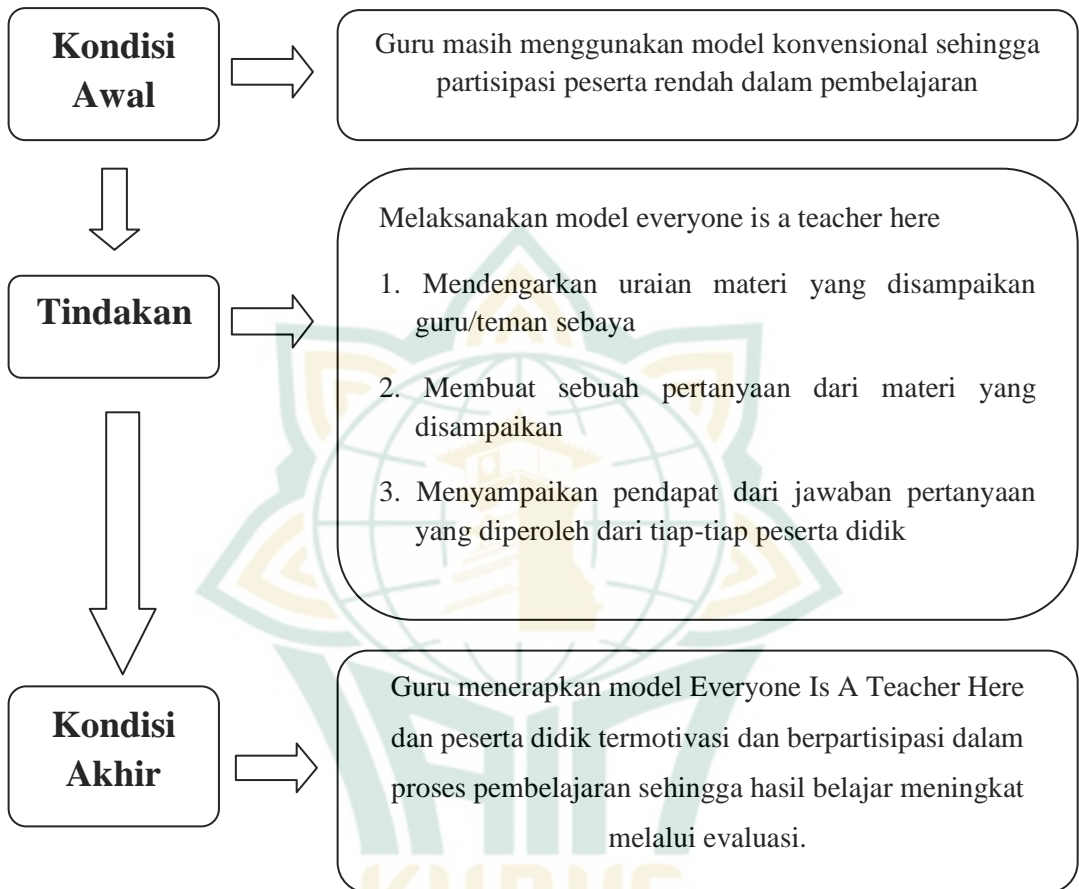 Kondisi
Awal
Guru masih menggunakan model konvensional sehingga
partisipasi peserta rendah dalam pembelajaran
Tindakan
Melaksanakan model everyone is a teacher here
1. Mendengarkan uraian materi yang disampaikan
guru/teman sebaya
2. Membuat sebuah pertanyaan dari materi yang
disampaikan
3. Menyampaikan pendapat dari jawaban pertanyaan
yang diperoleh dari tiap-tiap peserta didik
Kondisi
Akhir
Guru menerapkan model Everyone Is A Teacher Here
dan peserta didik termotivasi dan berpartisipasi dalam
proses pembelajaran sehingga hasil belajar meningkat
melalui evaluasi.